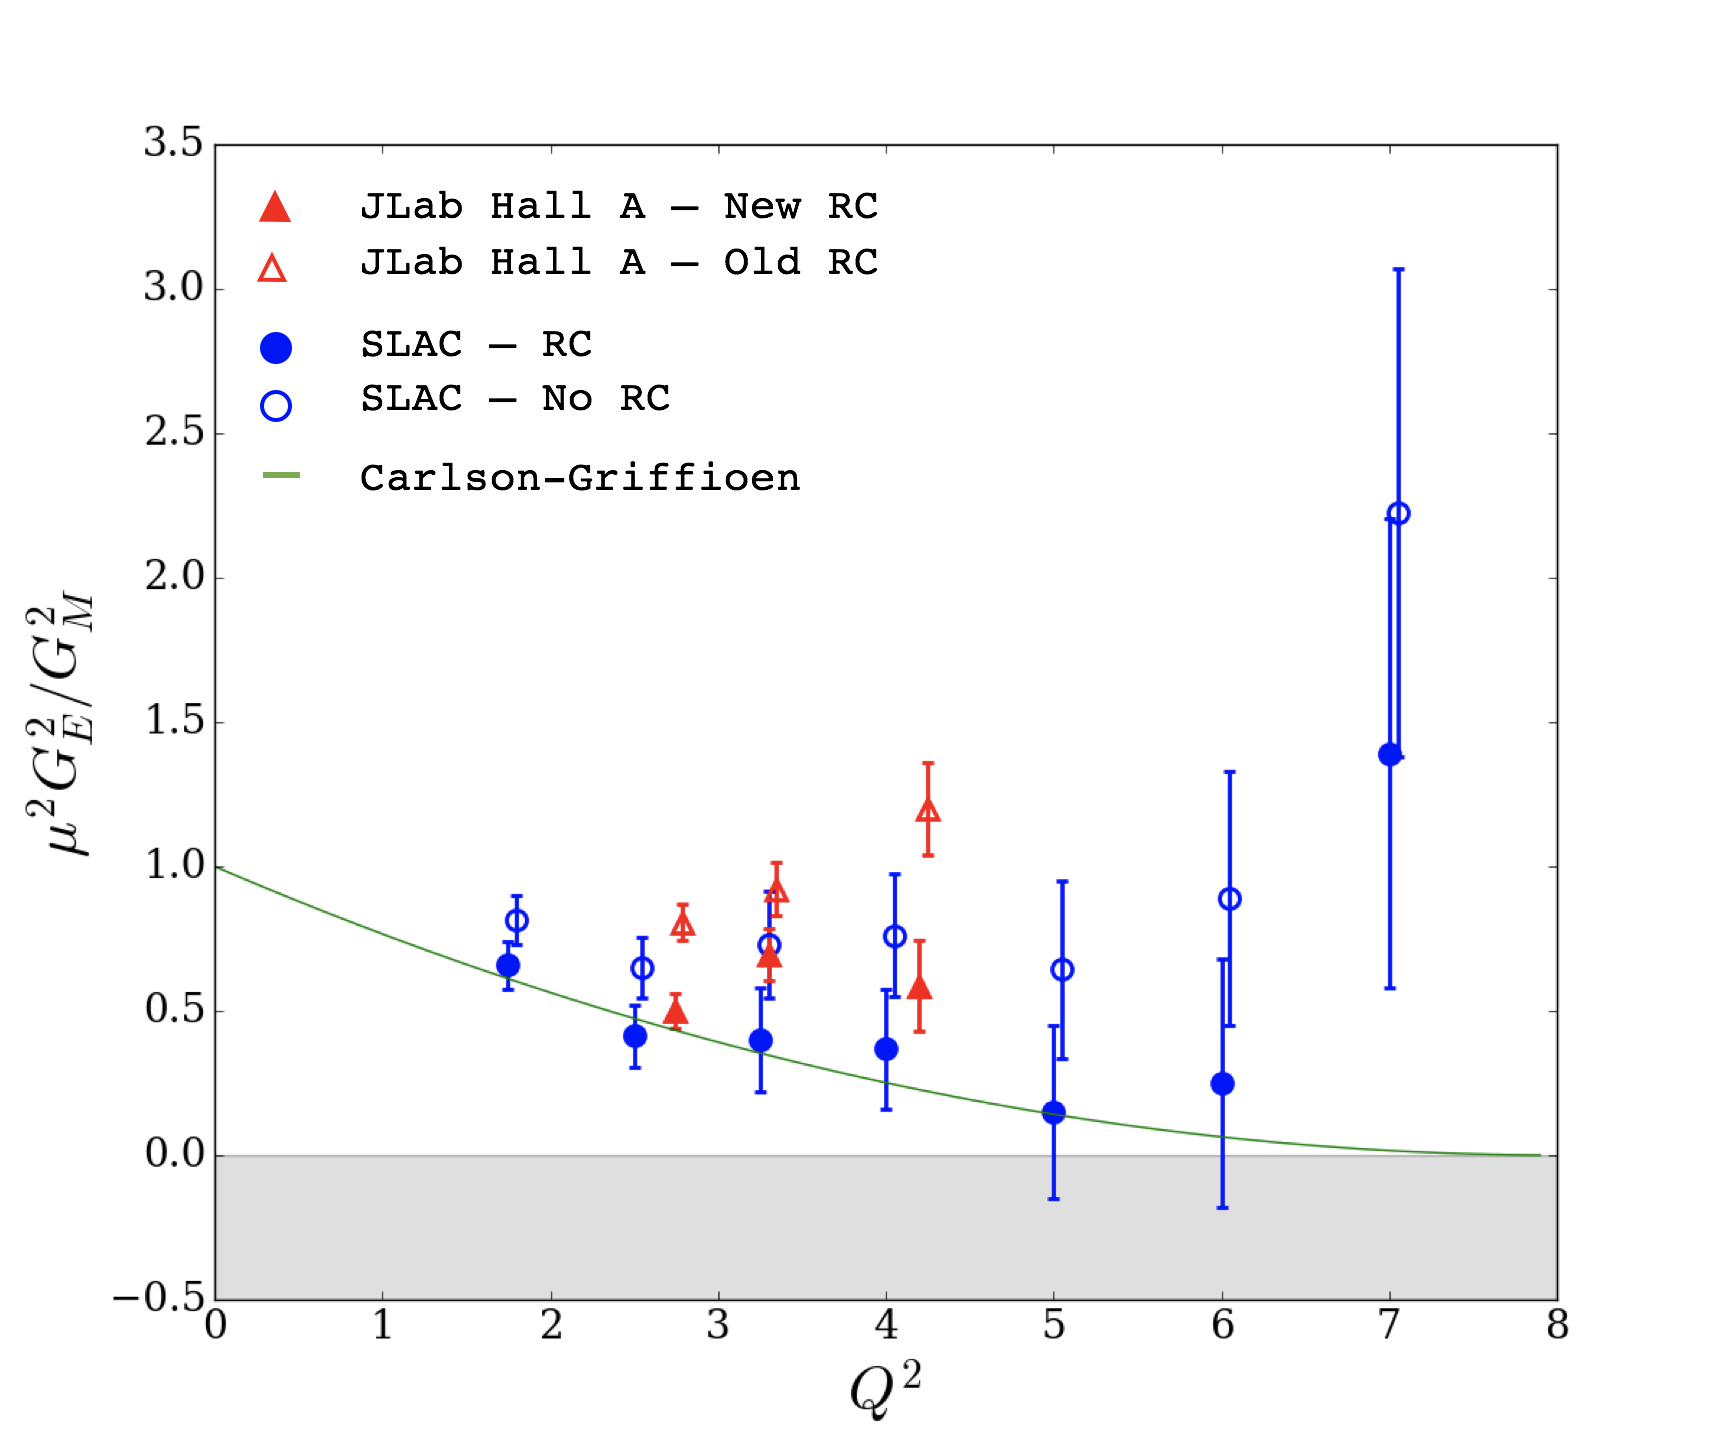 3.5
3.0
2.5
2.0
1.5
1.0
0.5
0.0
−0.5
0 1 2 3 4 5 6 7 8
JLab Hall A – New RC
JLab Hall A – Old RC
SLAC – RC
SLAC – No RC
Carlson-Griffioen
μ²G²_E/G²_M
Q²